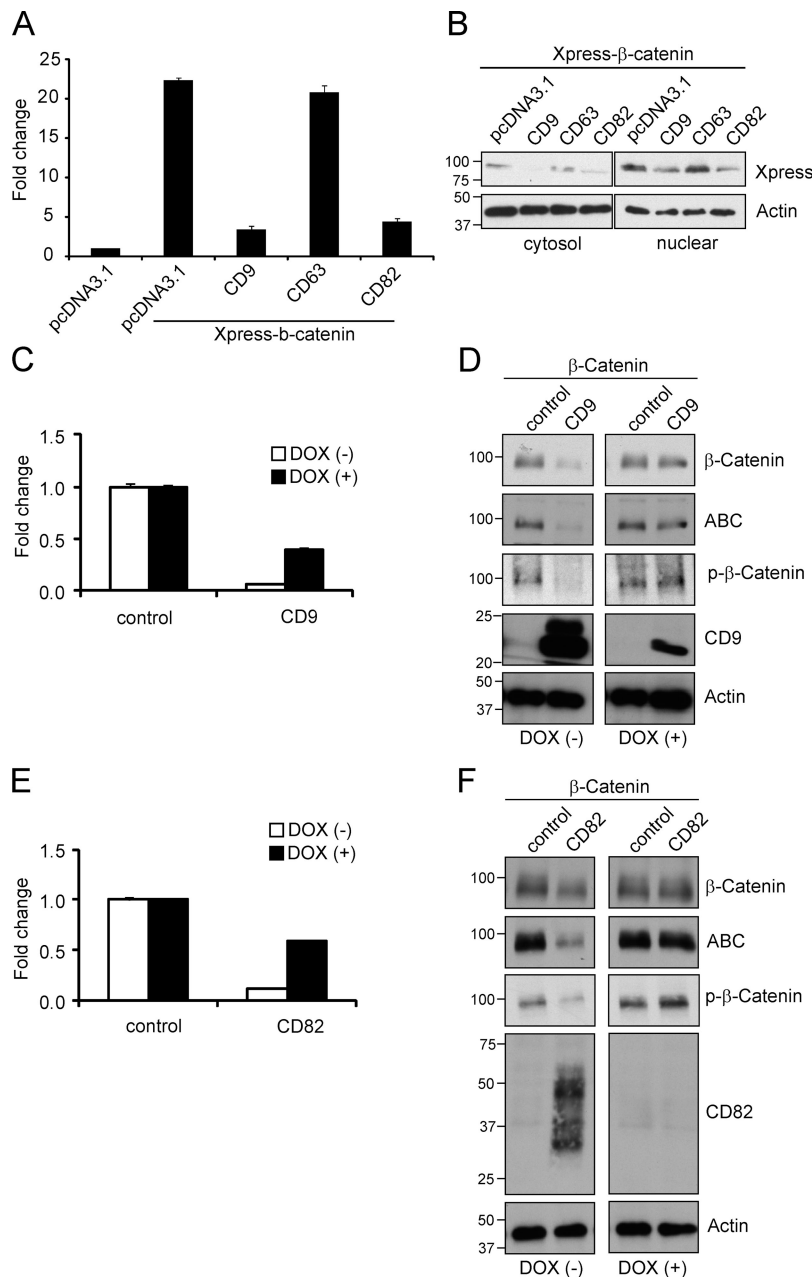 A
Fold change
25
20
15
10
5
0
pcDNA3.1
pcDNA3.1
CD9
CD63
CD82
Xpress-b-catenin
B
Xpress-β-catenin
pcDNA3.1
CD9
CD63
CD82
pcDNA3.1
CD9
CD63
CD82
100
75
Xpress
50
37
Actin
cytosol
nuclear
C
Fold change
1.5
1.0
0.5
0.0
DOX (-)
DOX (+)
control
CD9
D
β-Catenin
control
CD9
control
CD9
100
β-Catenin
100
ABC
100
p-β-Catenin
25
20
CD9
50
37
Actin
DOX (-)
DOX (+)
E
Fold change
1.5
1.0
0.5
0.0
DOX (-)
DOX (+)
control
CD82
F
β-Catenin
control
CD82
control
CD82
100
β-Catenin
100
ABC
100
p-β-Catenin
75
50
37
25
CD82
50
37
Actin
DOX (-)
DOX (+)